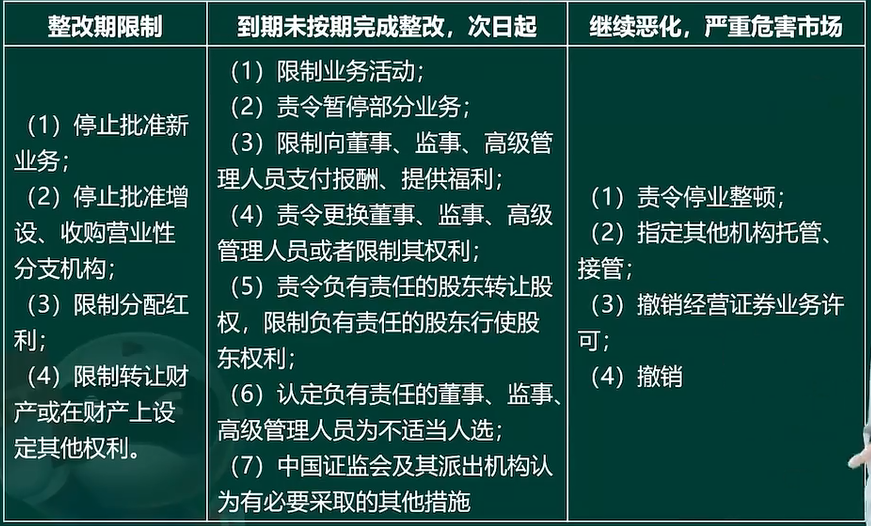 整改期限制
(1)停止批准新
业务;
(2)停止批准增
设、收购营业性
分支机构;
(3)限制分配红
利;
(4)限制转让财
产或在财产上设
定其他权利。
到期未按期完成整改，次日起
(1)限制业务活动;
(2)责令暂停部分业务;
(3)限制向董事、监事、高级管
理人员支付报酬、提供福利;
(4)责令更换董事、监事、高级
管理人员或者限制其权利;
(5)责令负有责任的股东转让股
权，限制负有责任的股东行使股
东权利;
(6)认定负有责任的董事、监事、
高级管理人员为不适当人选;
(7)中国证监会及其派出机构认
为有必要采取的其他措施
继续恶化，严重危害市场
(1)责令停业整顿;
(2)指定其他机构托管、
接管;
(3)撤销经营证券业务许
可;
(4)撤销